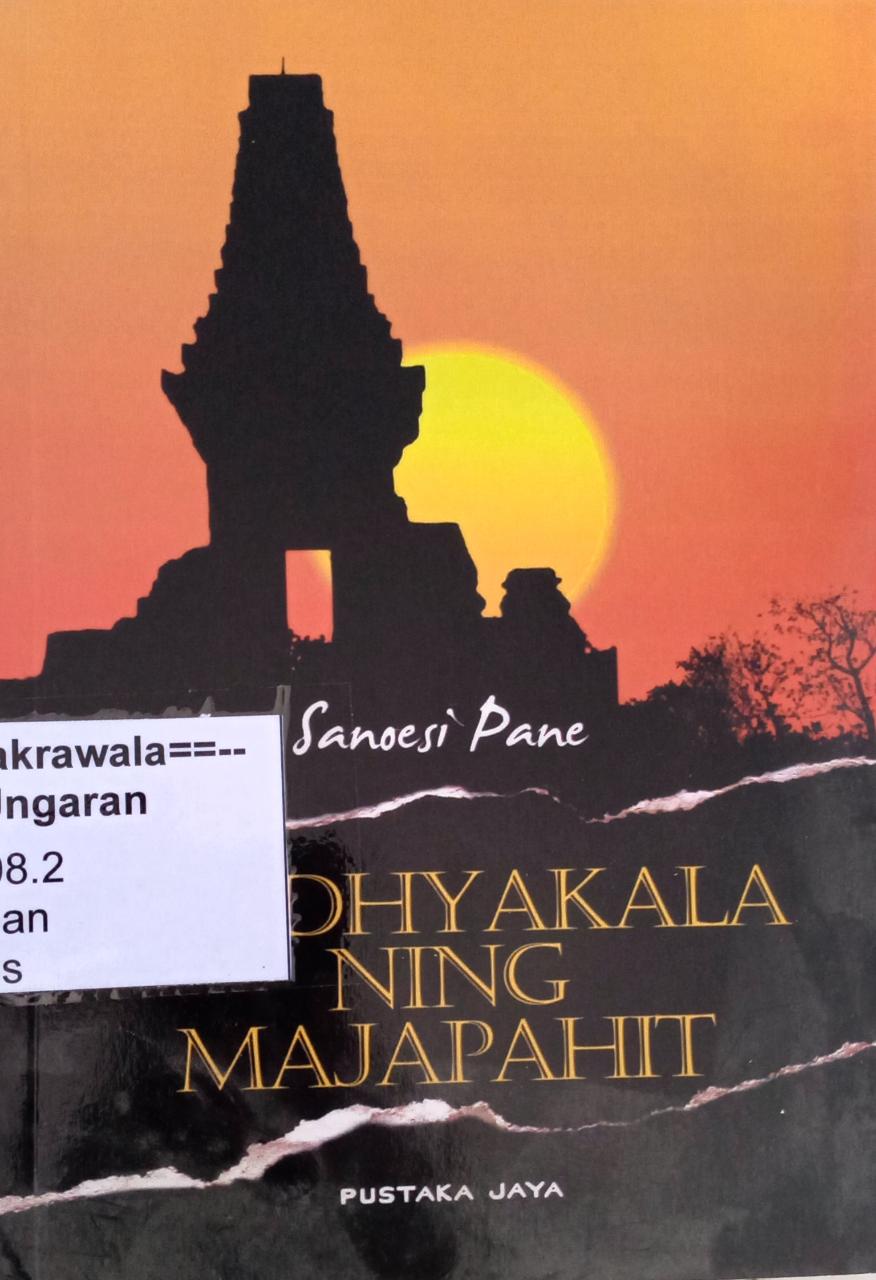 Sanoesi Pane
akrawala==--
Ungaran
08.2
an
s
DHYAKALA
NING
MAJAPAHIT
PUSTAKA JAYA